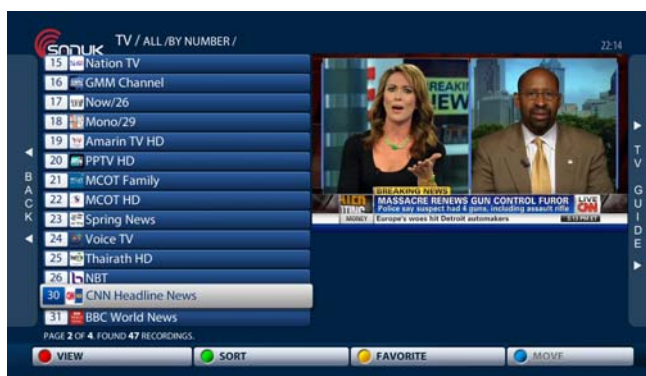 SNNUK
TV / ALL /BY NUMBER /
22:14
15 Nation TV
16 GMM Channel
17 Now/26
18 Mono/29
19 Amarin TV HD
20 PPTV HD
21 MCOT Family
22 MCOT HD
23 Spring News
24 Voice TV
25 Thairath HD
26 NBT
30 CNN Headline News
31 BBC World News
BACK
TV GUIDE
BREAKING NEWS
MASSACRE RENEWS GUN CONTROL FUROR
Police say suspect had 4 guns, including assault rifle
LIVE
CNN
MONEY Europe's woes hit Detroit automakers
PAGE 2 OF 4. FOUND 47 RECORDINGS.
VIEW
SORT
FAVORITE
MOVE